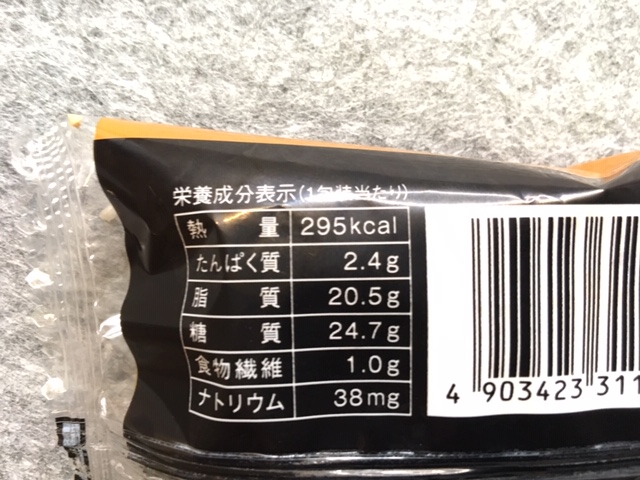 栄養成分表示(1包装当たり)
熱量 295kcal
たんぱく質 2.4g
脂質 20.5g
糖質 24.7g
食物繊維 1.0g
ナトリウム 38mg
4 903423 311